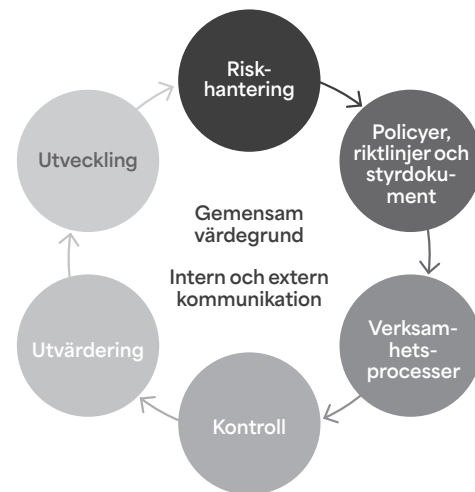 Risk-
hantering
Policyer,
riktlinjer och
styrdoku-
ment
Verksam-
hets-
processer
Kontroll
Utvärdering
Utveckling
Gemensam
värdegrund
Intern och extern
kommunikation